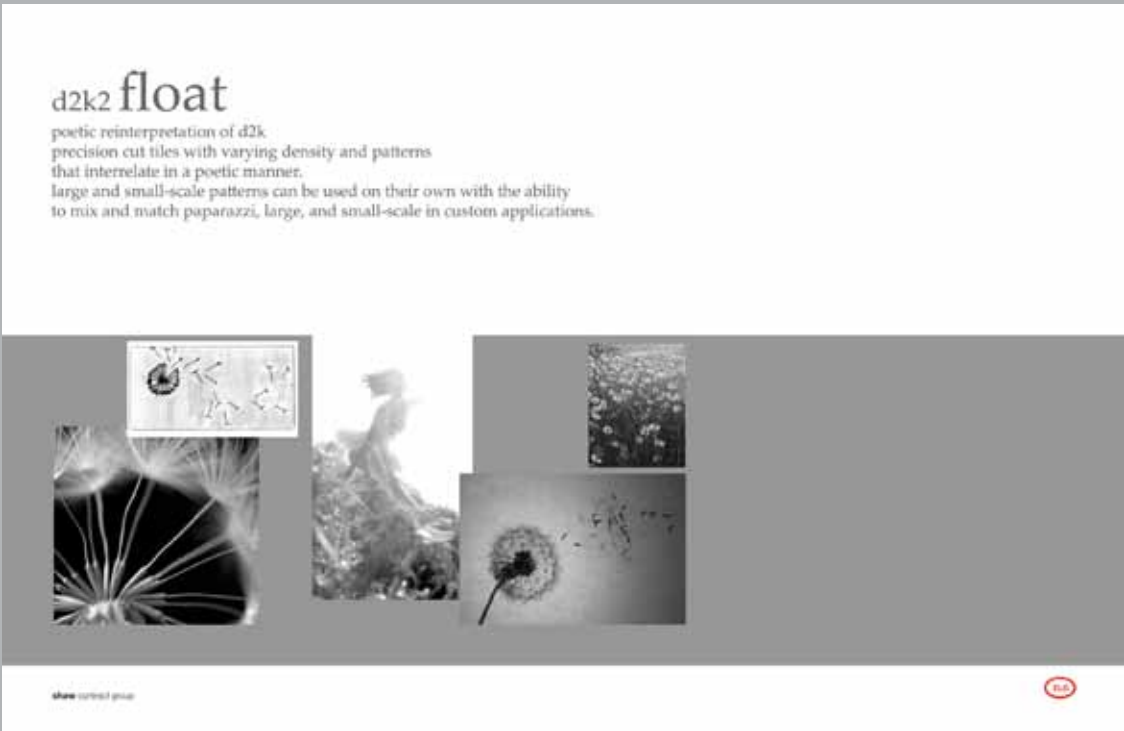 d2k2 float
poetic reinterpretation of d2k
precision cut tiles with varying density and patterns
that interrelate in a poetic manner.
large and small-scale patterns can be used on their own with the ability
to mix and match paparazzi, large, and small-scale in custom applications.
shaw contract group